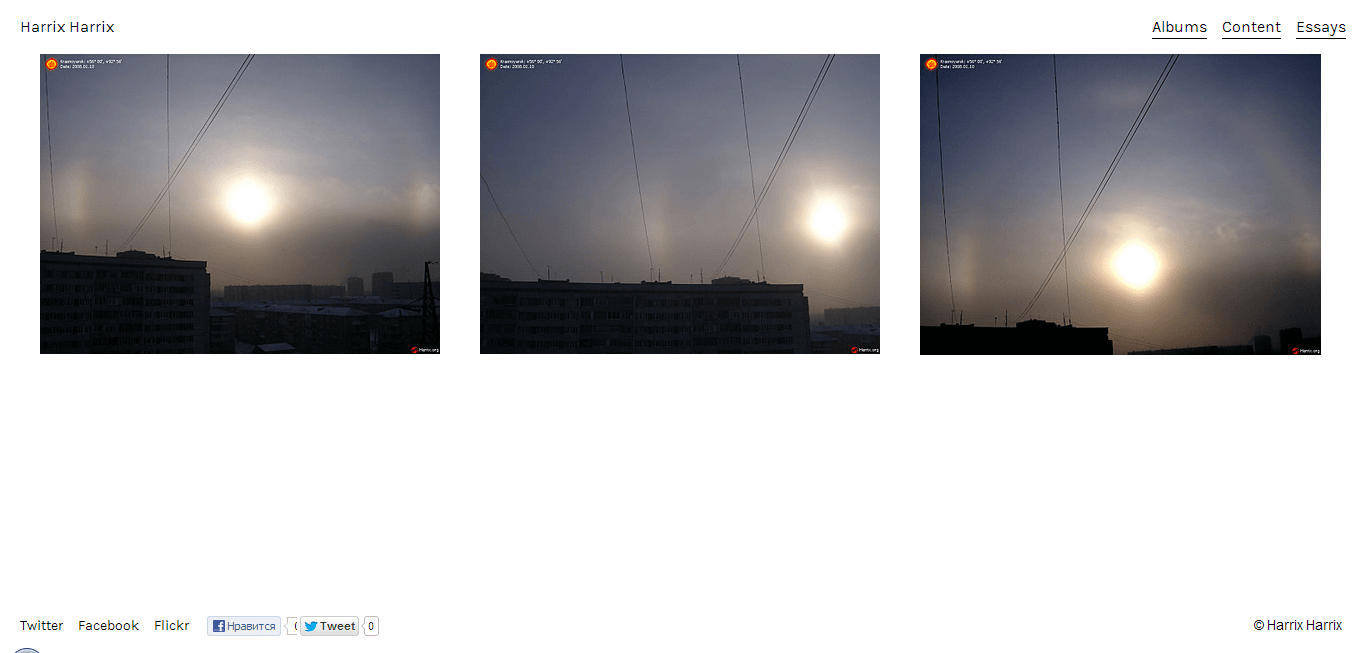 Harrix Harrix
Albums Content Essays
Krasnoyarsk: +56° 00', +92° 56'
Date: 2008.01.10
Krasnoyarsk: +56° 00', +92° 56'
Date: 2008.01.10
Krasnoyarsk: +56° 00', +92° 56'
Date: 2008.01.10
Harrix.org
Harrix.org
Harrix.org
Twitter Facebook Flickr Нравится Tweet 0
© Harrix Harrix